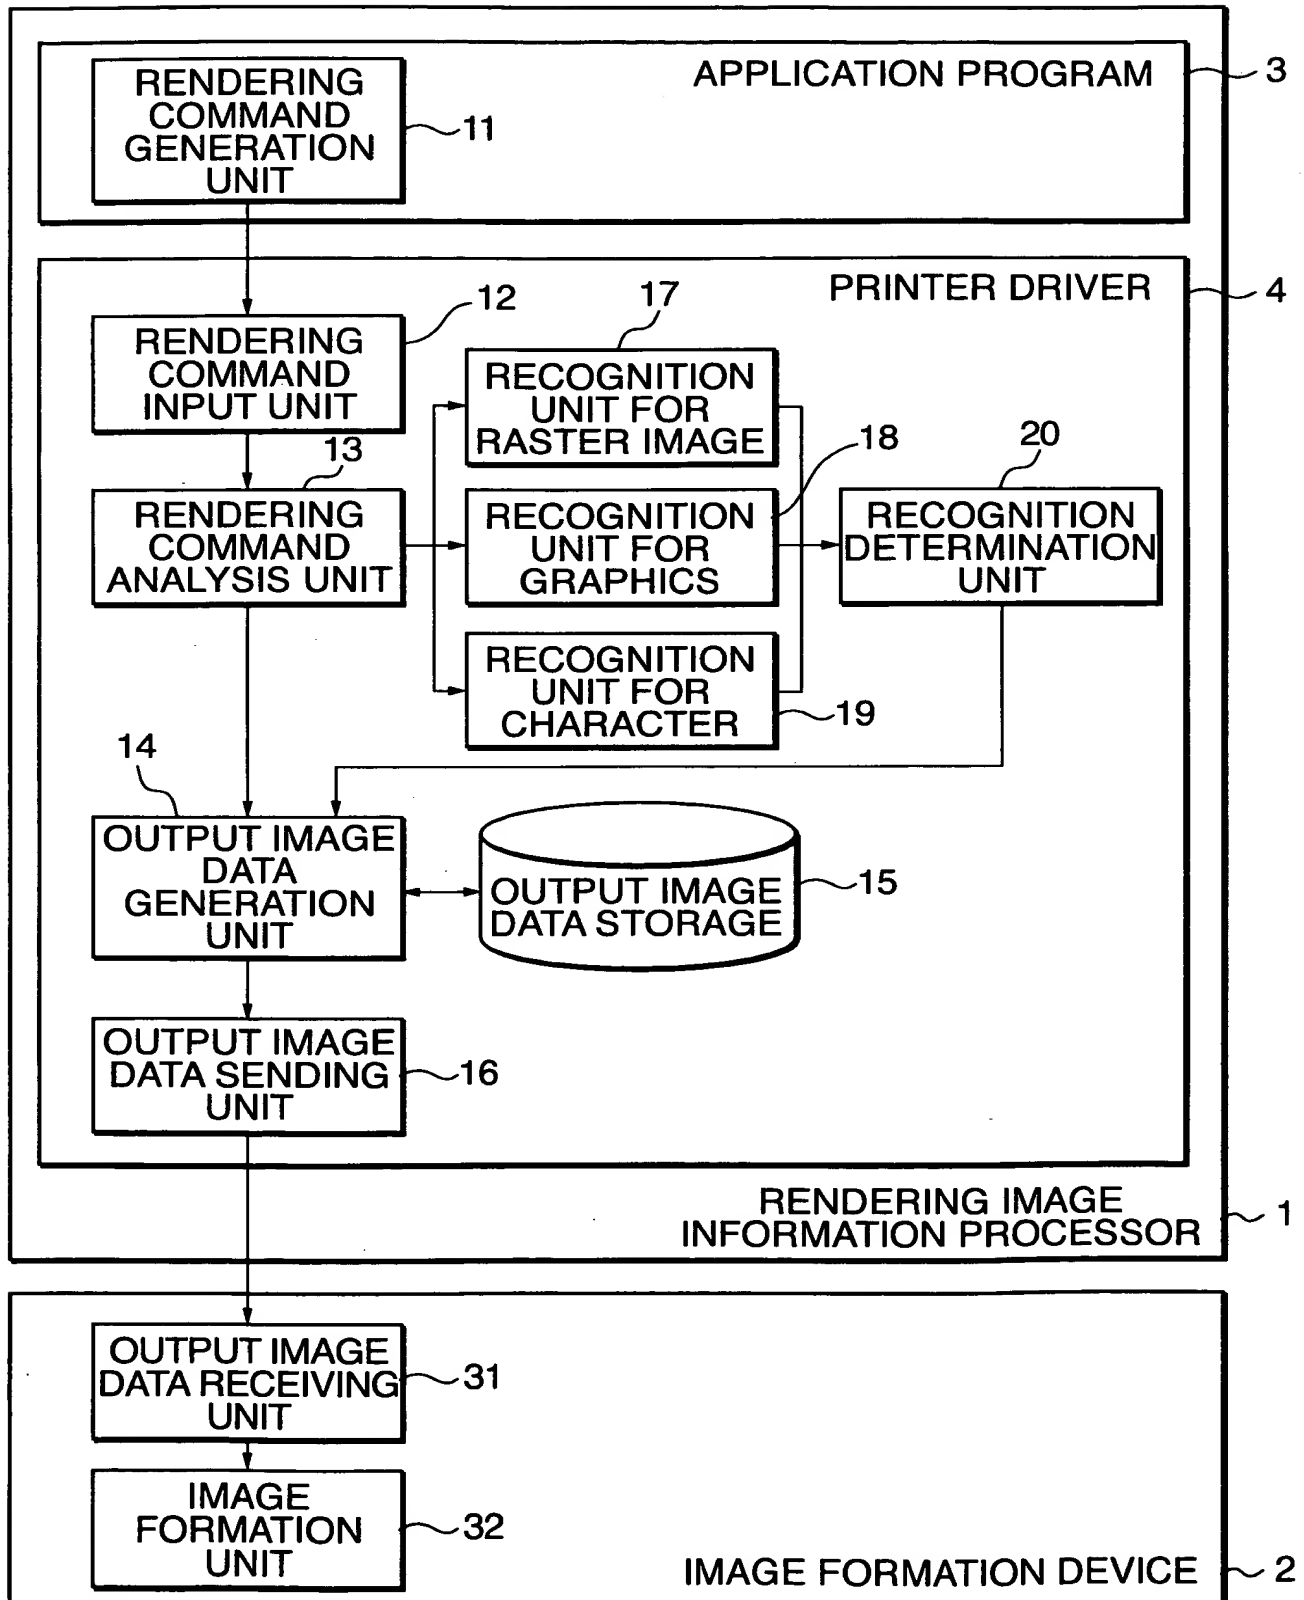 APPLICATION PROGRAM
3
RENDERING
COMMAND
GENERATION
UNIT
11
PRINTER DRIVER
4
12
RENDERING
COMMAND
INPUT UNIT
17
RECOGNITION
UNIT FOR
RASTER IMAGE
13
RENDERING
COMMAND
ANALYSIS UNIT
18
RECOGNITION
UNIT FOR
GRAPHICS
20
RECOGNITION
DETERMINATION
UNIT
RECOGNITION
UNIT FOR
CHARACTER
19
14
OUTPUT IMAGE
DATA
GENERATION
UNIT
OUTPUT IMAGE
DATA STORAGE
15
OUTPUT IMAGE
DATA SENDING
UNIT
16
RENDERING IMAGE
INFORMATION PROCESSOR
1
OUTPUT IMAGE
DATA RECEIVING
UNIT
31
IMAGE
FORMATION
UNIT
32
IMAGE FORMATION DEVICE
2